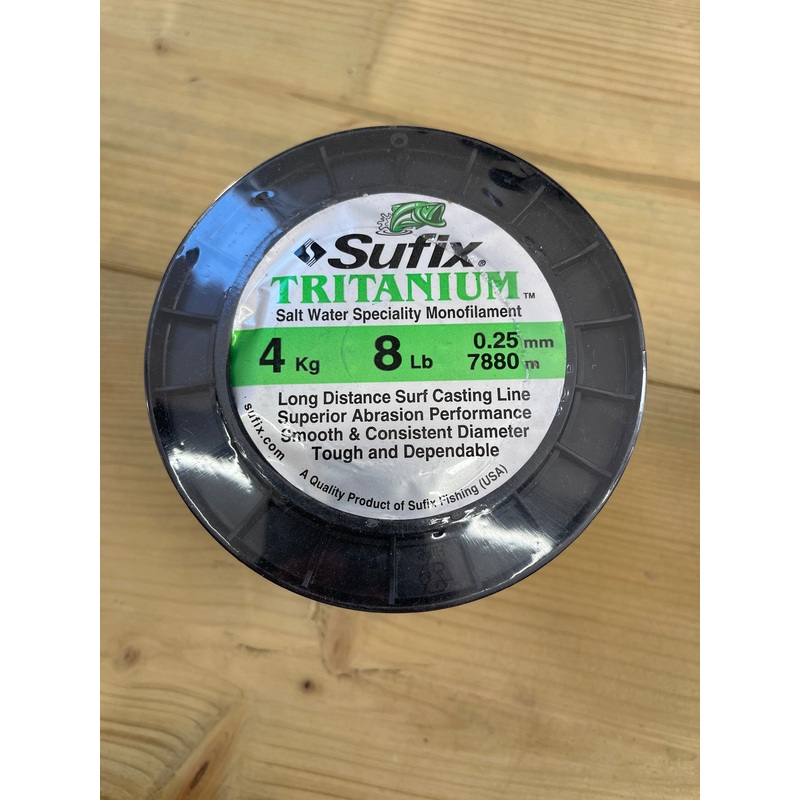 Sufix®
TRITANIUM™
Salt Water Speciality Monofilament
4 Kg 8 Lb 0.25 mm
7880 m
Long Distance Surf Casting Line
Superior Abrasion Performance
Smooth & Consistent Diameter
Tough and Dependable
sufix.com
A Quality Product of Sufix Fishing (USA)